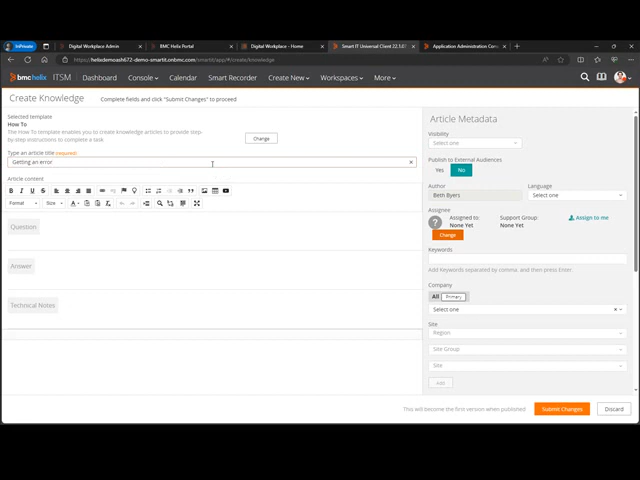 InPrivate
Digital Workplace Admin
BMC Helix Portal
Digital Workplace - Home
Smart IT Universal Client 22.1.0
Application Administration Con
https://helixdemoash672-demo-smartit.onbmc.com/smartit/app/#/create/knowledge
bmchelix ITSM
Dashboard
Console
Calendar
Smart Recorder
Create New
Workspaces
More
Create Knowledge
Complete fields and click "Submit Changes" to proceed
Selected template
How To
The How To template enables you to create knowledge articles to provide step-
by-step instructions to complete a task.
Change
Type an article title (required)
Getting an error
Article content
B I U S
Format
Size
Question
Answer
Technical Notes
Article Metadata
Visibility
Select one
Publish to External Audiences
Yes No
Author
Beth Byers
Language
Select one
Assignee
Assigned to:
None Yet
Support Group
None Yet
Assign to me
Change
Keywords
Add Keywords separated by comma, and then press Enter.
Company
All Primary
Select one
Site
Region
Site Group
Site
Add
This will become the first version when published
Submit Changes
Discard